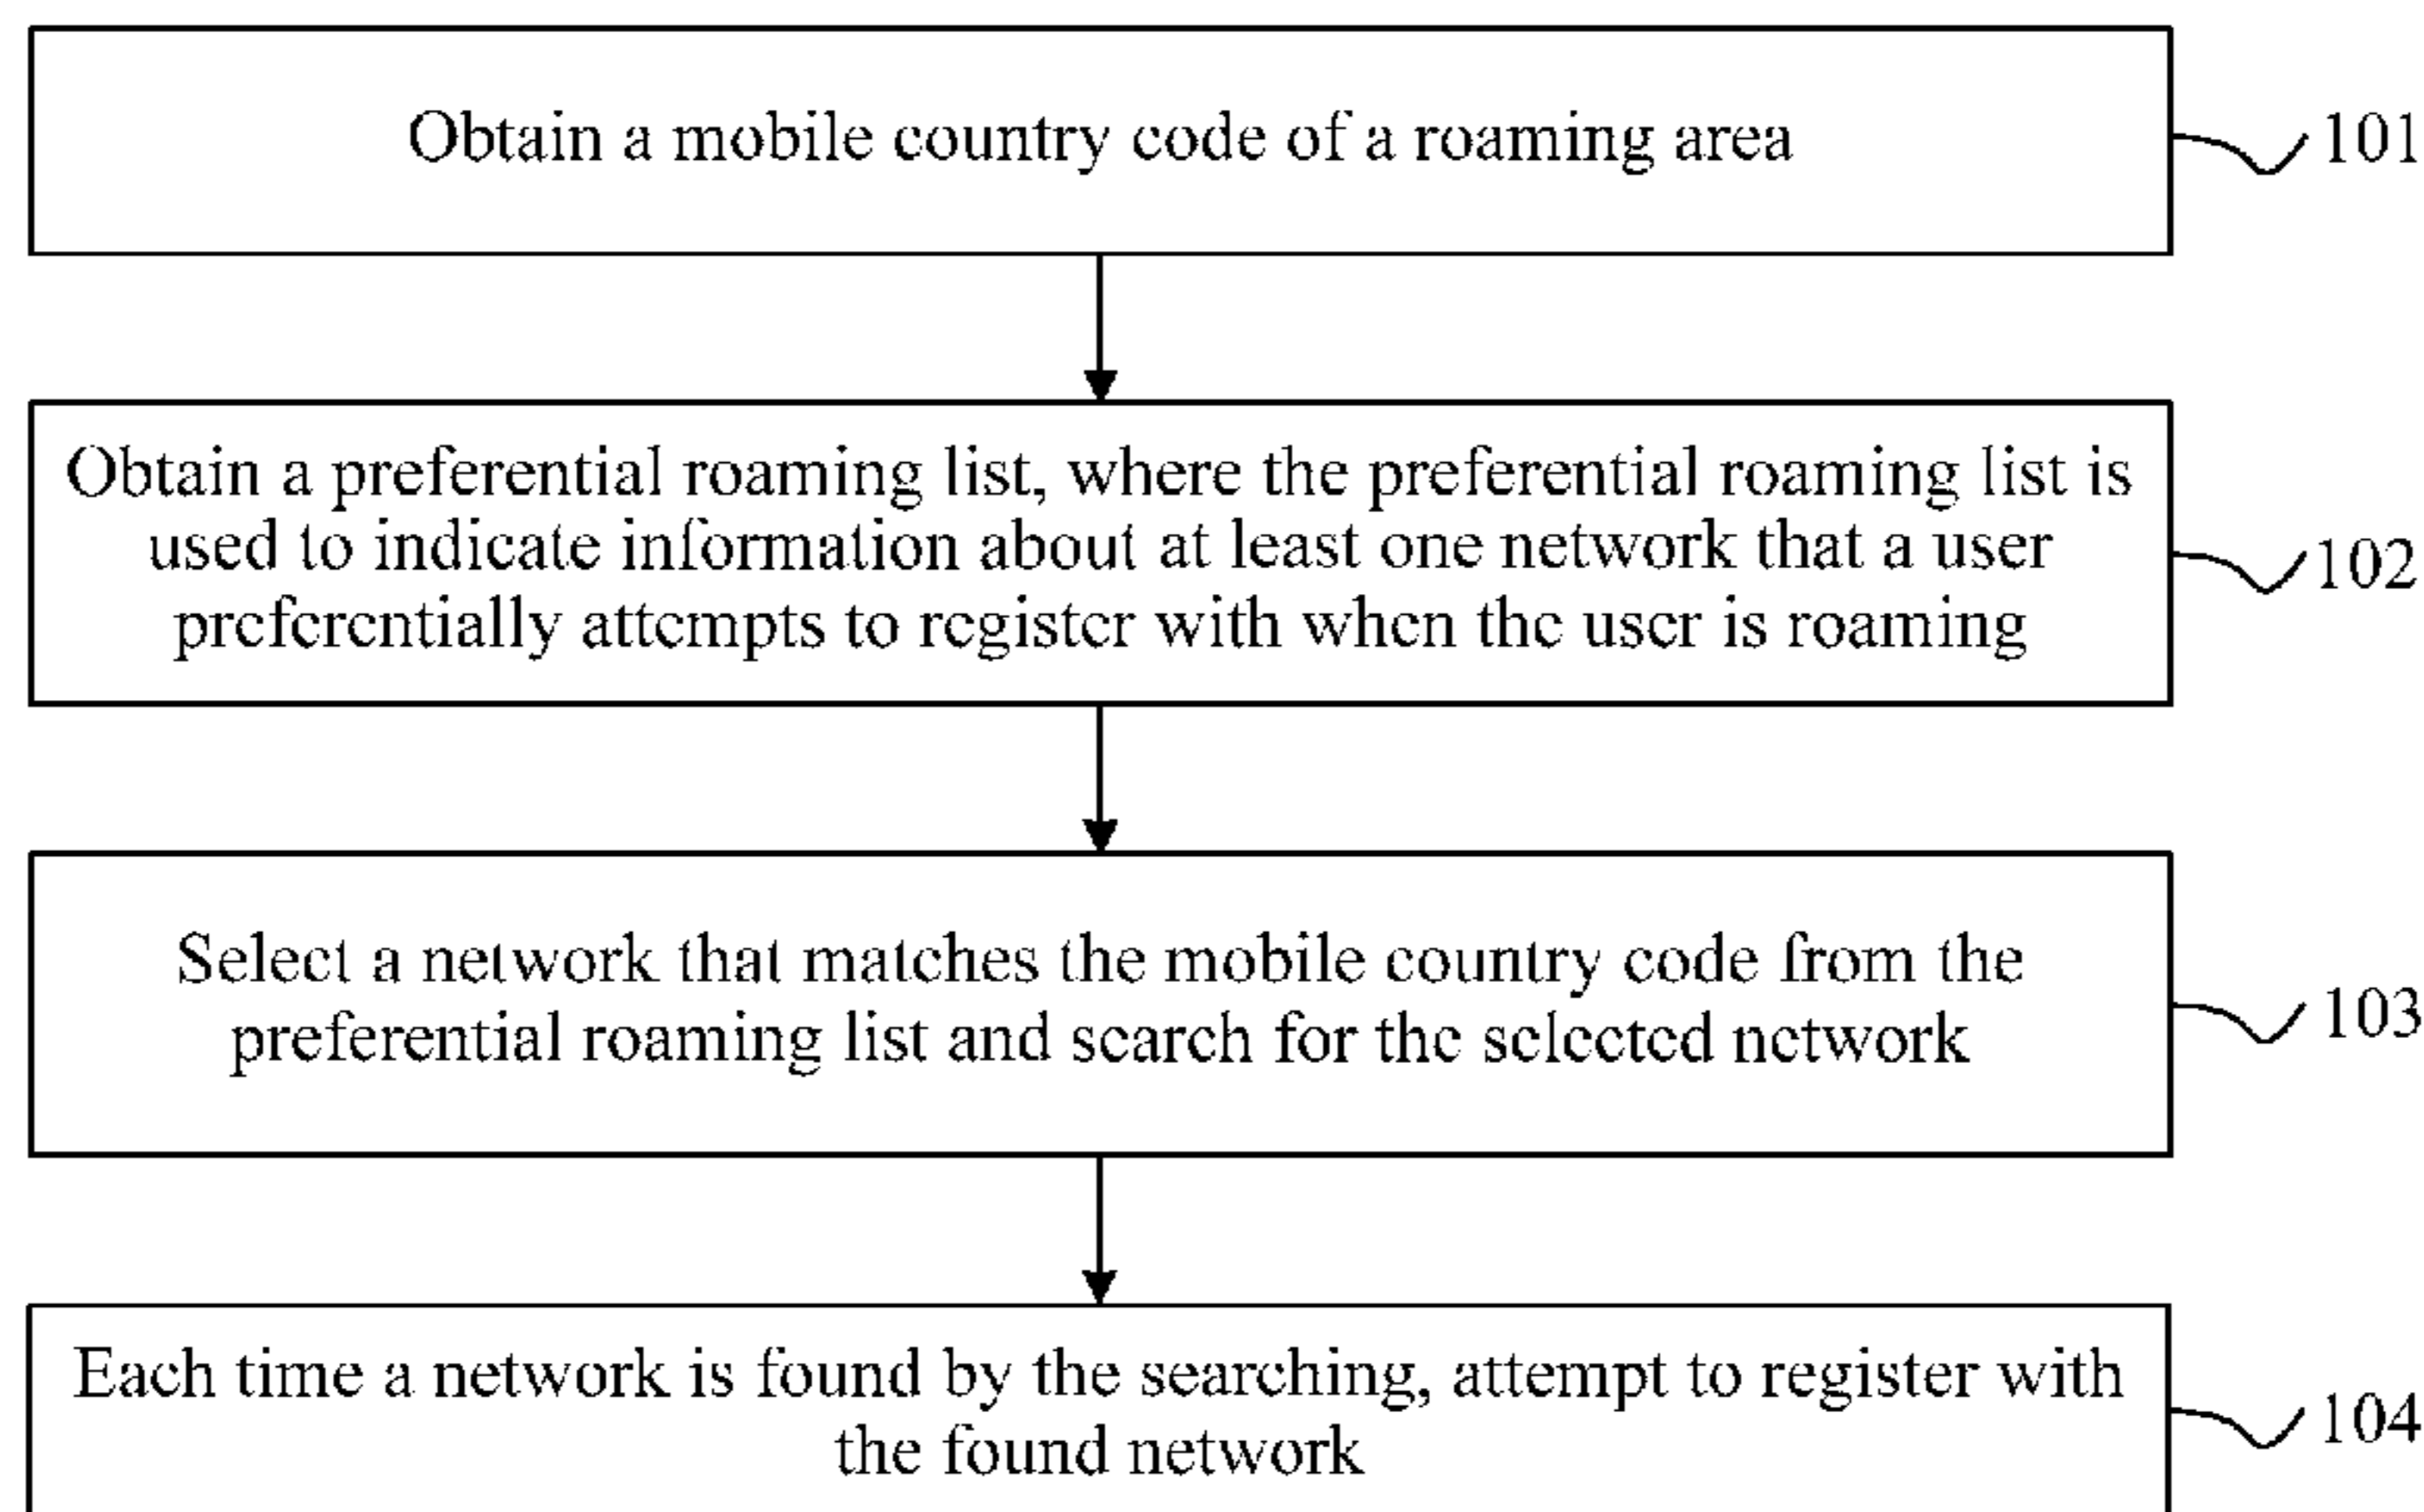 Obtain a mobile country code of a roaming area
101
Obtain a preferential roaming list, where the preferential roaming list is
used to indicate information about at least one network that a user
preferentially attempts to register with when the user is roaming
102
Select a network that matches the mobile country code from the
preferential roaming list and search for the selected network
103
Each time a network is found by the searching, attempt to register with
the found network
104